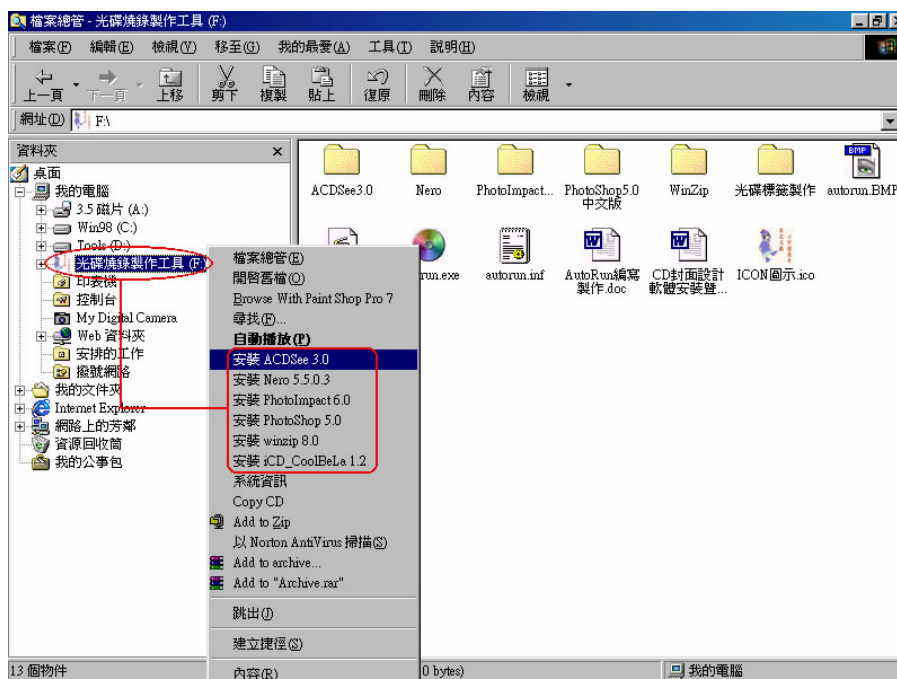 檔案總管 - 光碟燒錄製作工具 (F:)
檔案(F) 編輯(E) 檢視(V) 移至(G) 我的最愛(A) 工具(T) 說明(H)
上一頁 下一頁 上移 剪下 複製 貼上 復原 刪除 內容 檢視
網址(D) F:\
資料夾
桌面
我的電腦
3.5 磁片 (A:)
Win98 (C:)
Tools (D:)
光碟燒錄製作工具 (F:
印表機
控制台
My Digital Camera
Web 資料夾
安排的工作
撥號網路
我的文件夾
Internet Explorer
網路上的芳鄰
資源回收筒
我的公事包
檔案總管(E)
開啓舊檔(O)
Browse With Paint Shop Pro 7
尋找(F)...
自動播放(P)
安裝 ACDSee 3.0
安裝 Nero 5.5.0.3
安裝 PhotoImpact 6.0
安裝 PhotoShop 5.0
安裝 winzip 8.0
安裝 iCD_CoolBeLa 1.2
系統資訊
Copy CD
Add to Zip
以 Norton AntiVirus 掃描(S)
Add to archive...
Add to "Archive.rar"
跳出(J)
建立捷徑(S)
內容(R)
ACDSee3.0
Nero
PhotoImpact...
PhotoShop5.0
中文版
WinZip
光碟標籤製作
BMP
autorun.BMP
run.exe
autorun.inf
AutoRun編寫
製作.doc
CD封面設計
軟體安裝暨...
ICON圖示.ico
13 個物件
0 bytes)
我的電腦